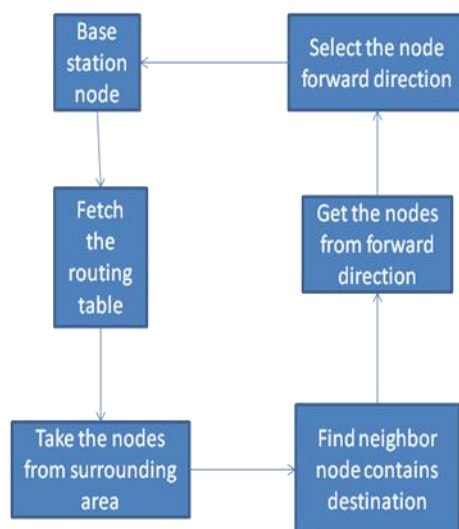 Base
station
node
Select the node
forward direction
Fetch
the
routing
table
Get the nodes
from forward
direction
Take the nodes
from surrounding
area
Find neighbor
node contains
destination